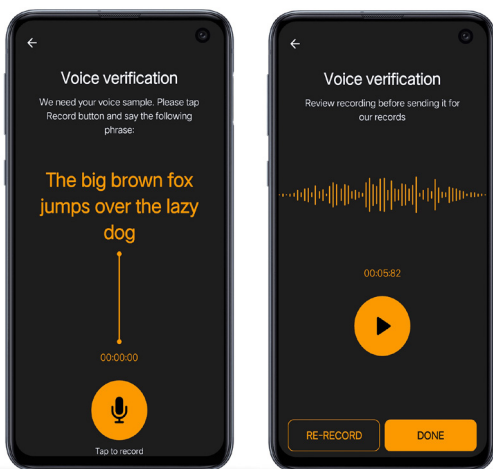 Voice verification
We need your voice sample. Please tap
Record button and say the following
phrase:
The big brown fox
jumps over the lazy
dog
00:00:00
Tap to record
Voice verification
Review recording before sending it for
our records
00:05:82
RE-RECORD
DONE